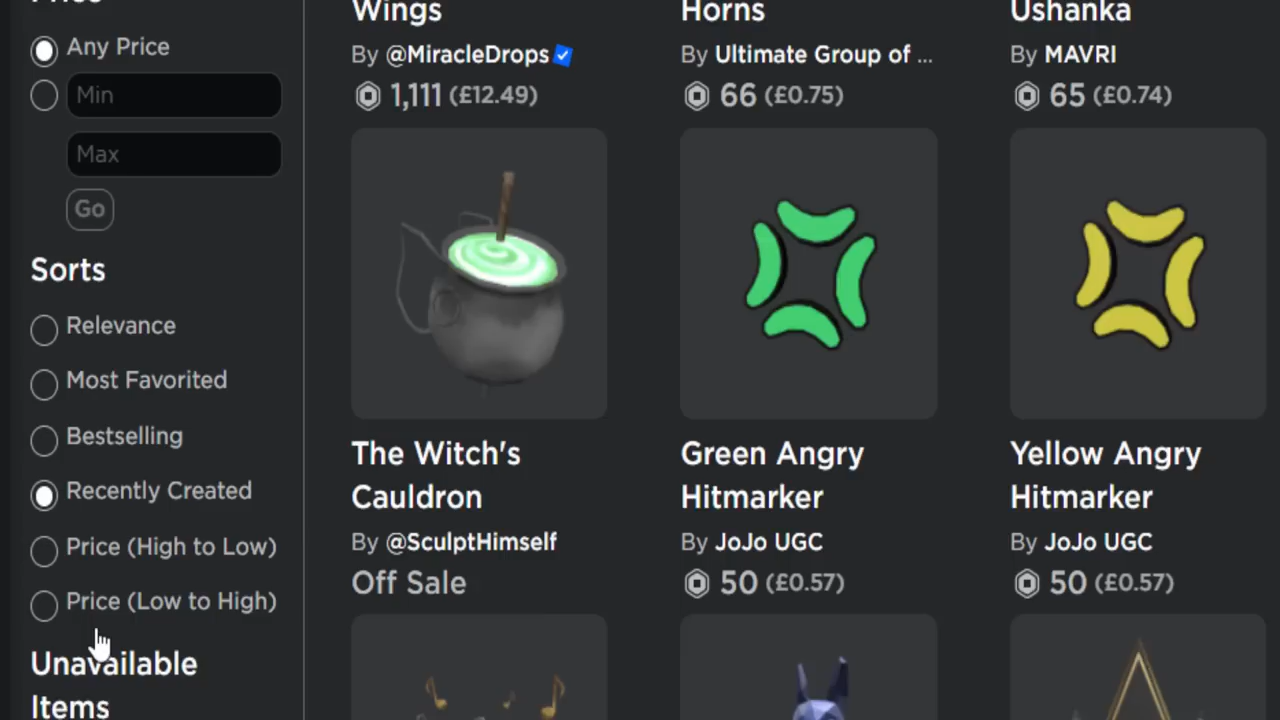 Price
Any Price
Min
Max
Go
Sorts
Relevance
Most Favorited
Bestselling
Recently Created
Price (High to Low)
Price (Low to High)
Unavailable
Items
Wings
By @MiracleDrops
1,111 (£12.49)
Horns
By Ultimate Group of ...
66 (£0.75)
Ushanka
By MAVRI
65 (£0.74)
The Witch's
Cauldron
By @SculptHimself
Off Sale
Green Angry
Hitmarker
By JoJo UGC
50 (£0.57)
Yellow Angry
Hitmarker
By JoJo UGC
50 (£0.57)